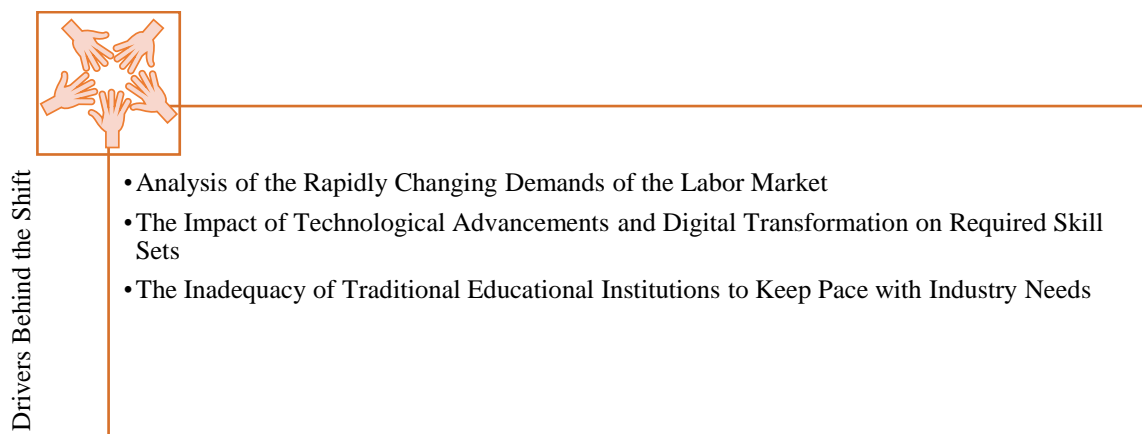 Drivers Behind the Shift
•Analysis of the Rapidly Changing Demands of the Labor Market
•The Impact of Technological Advancements and Digital Transformation on Required Skill
Sets
•The Inadequacy of Traditional Educational Institutions to Keep Pace with Industry Needs